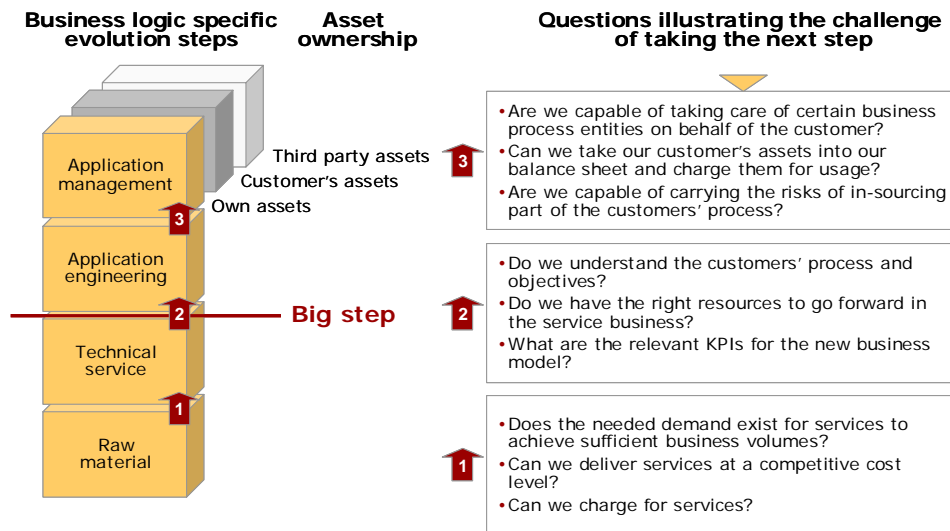 Business logic specific
evolution steps
Asset
ownership
Questions illustrating the challenge
of taking the next step
Application
management
Third party assets
Customer's assets
Own assets
3
Application
engineering
2
Big step
Technical
service
1
Raw
material
3
•Are we capable of taking care of certain business
process entities on behalf of the customer?
•Can we take our customer's assets into our
balance sheet and charge them for usage?
•Are we capable of carrying the risks of in-sourcing
part of the customers' process?
2
•Do we understand the customers' process and
objectives?
•Do we have the right resources to go forward in
the service business?
•What are the relevant KPIs for the new business
model?
1
•Does the needed demand exist for services to
achieve sufficient business volumes?
•Can we deliver services at a competitive cost
level?
•Can we charge for services?